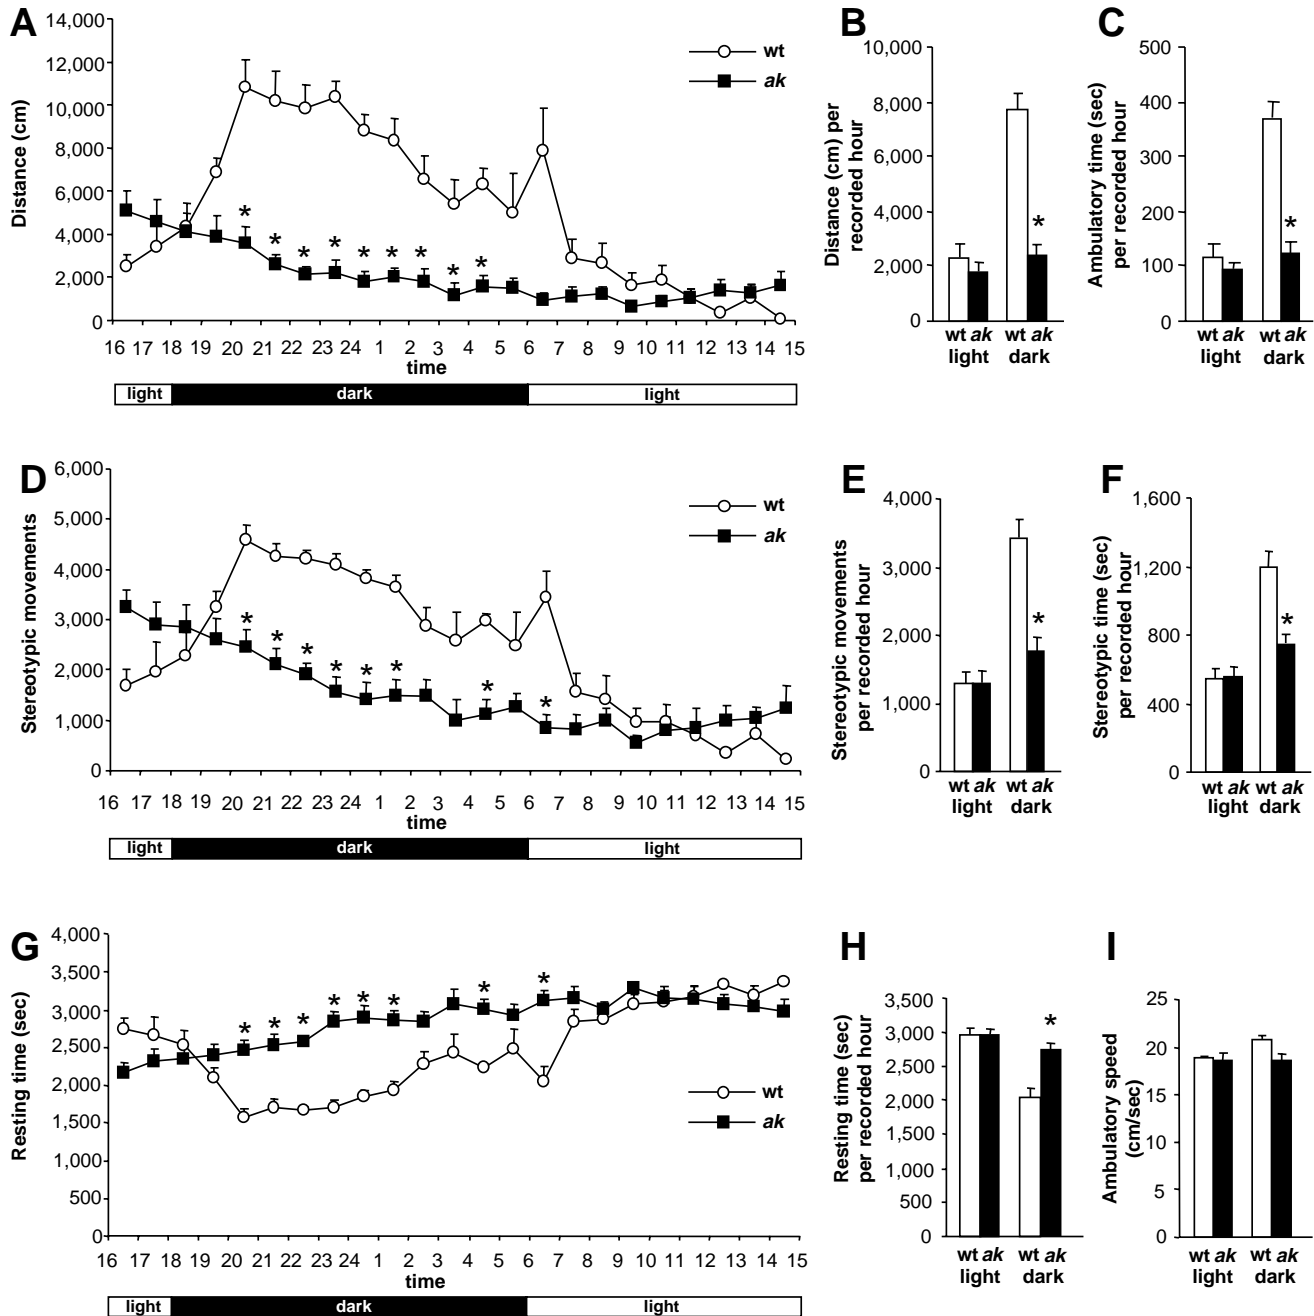 A
14,000
12,000
10,000
8,000
6,000
4,000
2,000
0
Distance (cm)
wt
ak
* * * * * * * * *
16 17 18 19 20 21 22 23 24 1 2 3 4 5 6 7 8 9 10 11 12 13 14 15
time
light dark light
B
10,000
8,000
6,000
4,000
2,000
0
Distance (cm) per
recorded hour
*
wt ak wt ak
light dark
C
500
400
300
200
100
0
Ambulatory time (sec)
per recorded hour
*
wt ak wt ak
light dark
D
6,000
5,000
4,000
3,000
2,000
1,000
0
Stereotypic movements
wt
ak
* * * * * * * *
16 17 18 19 20 21 22 23 24 1 2 3 4 5 6 7 8 9 10 11 12 13 14 15
time
light dark light
E
4,000
3,000
2,000
1,000
0
Stereotypic movements
per recorded hour
*
wt ak wt ak
light dark
F
1,600
1,200
800
400
0
Stereotypic time (sec)
per recorded hour
*
wt ak wt ak
light dark
G
4,000
3,500
3,000
2,500
2,000
1,500
1,000
500
0
Resting time (sec)
* * * * * * * *
wt
ak
16 17 18 19 20 21 22 23 24 1 2 3 4 5 6 7 8 9 10 11 12 13 14 15
time
light dark light
H
3,500
3,000
2,500
2,000
1,500
1,000
500
0
Resting time (sec)
per recorded hour
*
wt ak wt ak
light dark
I
25
20
15
10
5
0
Ambulatory speed
(cm/sec)
wt ak wt ak
light dark